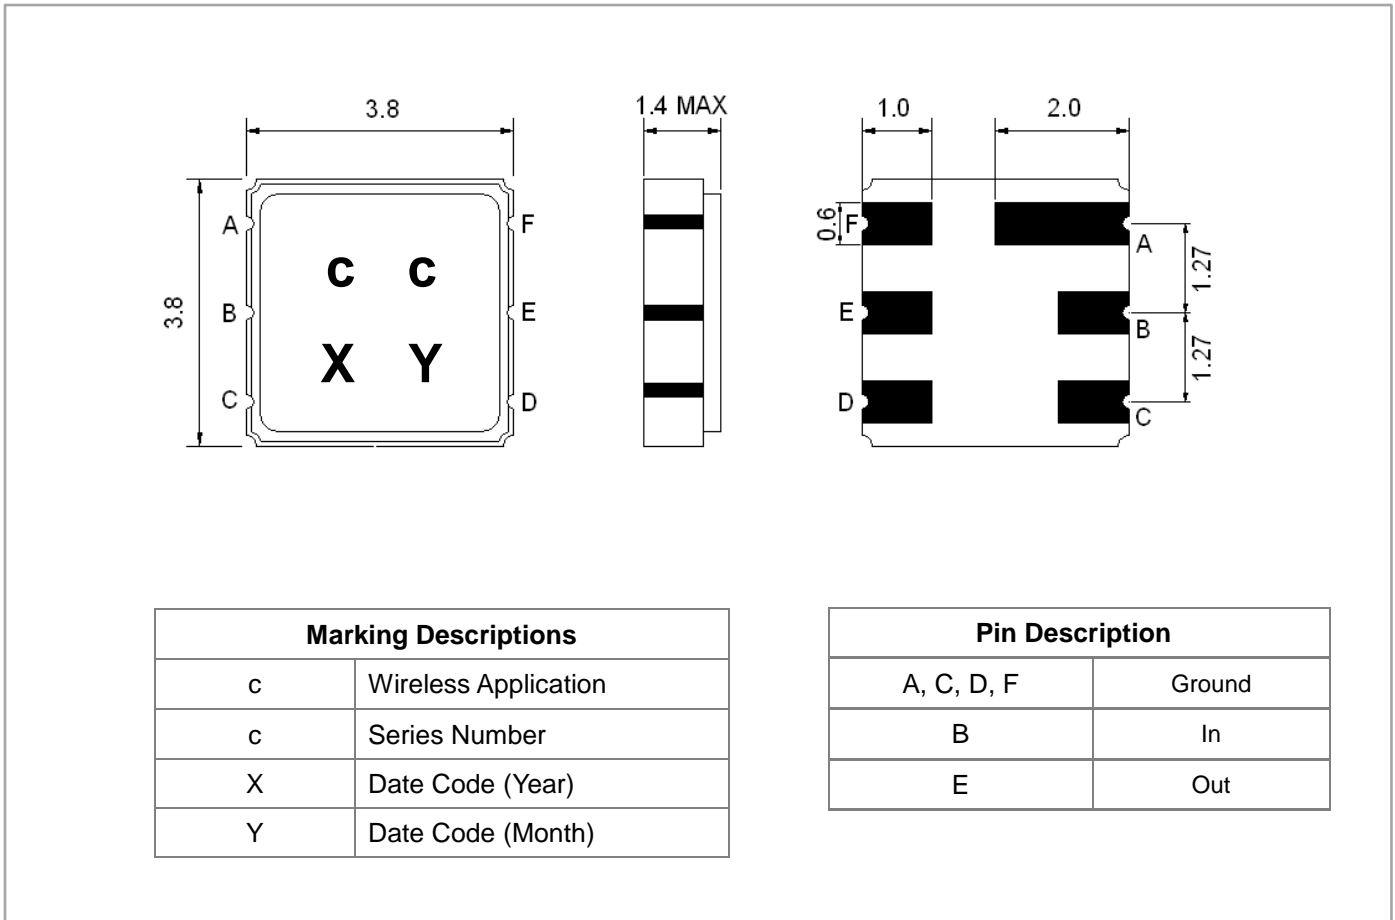 3.8
1.4 MAX
1.0
2.0
3.8
A
B
C
F
E
D
c c
X Y
0.6
F
E
D
A
B
C
1.27
1.27
Marking Descriptions
c Wireless Application
c Series Number
X Date Code (Year)
Y Date Code (Month)
Pin Description
A, C, D, F Ground
B In
E Out